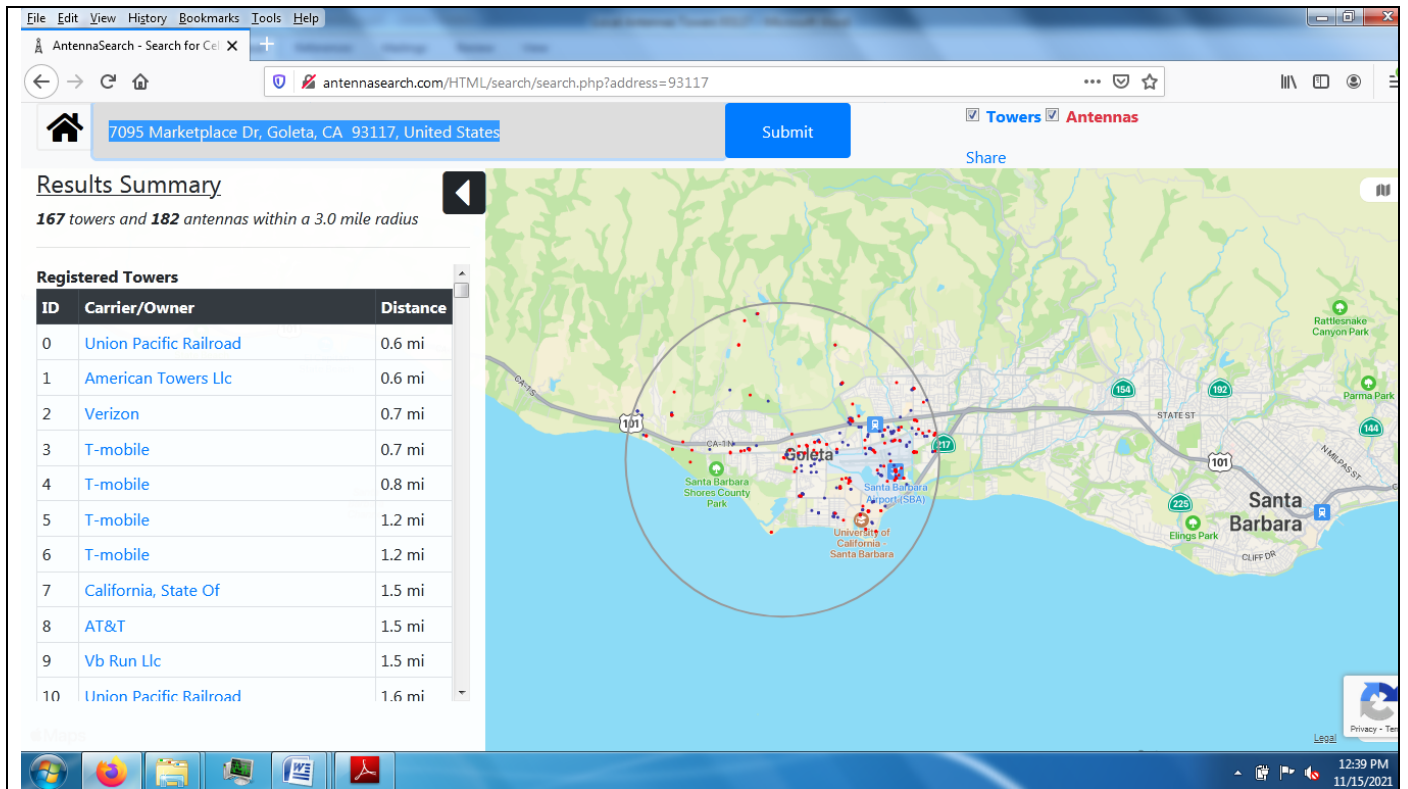 File Edit View History Bookmarks Tools Help
AntennaSearch - Search for Cel
antennasearch.com/HTML/search/search.php?address=93117
7095 Marketplace Dr, Goleta, CA 93117, United States
Submit
Towers Antennas
Share
Results Summary
167 towers and 182 antennas within a 3.0 mile radius
Registered Towers
ID Carrier/Owner Distance
0 Union Pacific Railroad 0.6 mi
1 American Towers Llc 0.6 mi
2 Verizon 0.7 mi
3 T-mobile 0.7 mi
4 T-mobile 0.8 mi
5 T-mobile 1.2 mi
6 T-mobile 1.2 mi
7 California, State Of 1.5 mi
8 AT&T 1.5 mi
9 Vb Run Llc 1.5 mi
10 Union Pacific Railroad 1.6 mi
Rattlesnake
Canyon Park
CA-1 S
154
192
Parma Park
STATE ST
101
144
CA-1 N
217
Goleta
N MILPAS ST
101
Santa Barbara
Shores County
Park
Santa Barbara
Airport (SBA)
225
Santa
Barbara
Elings Park
University of
California -
Santa Barbara
CLIFF DR
Legal
Privacy - Ter
12:39 PM
11/15/2021